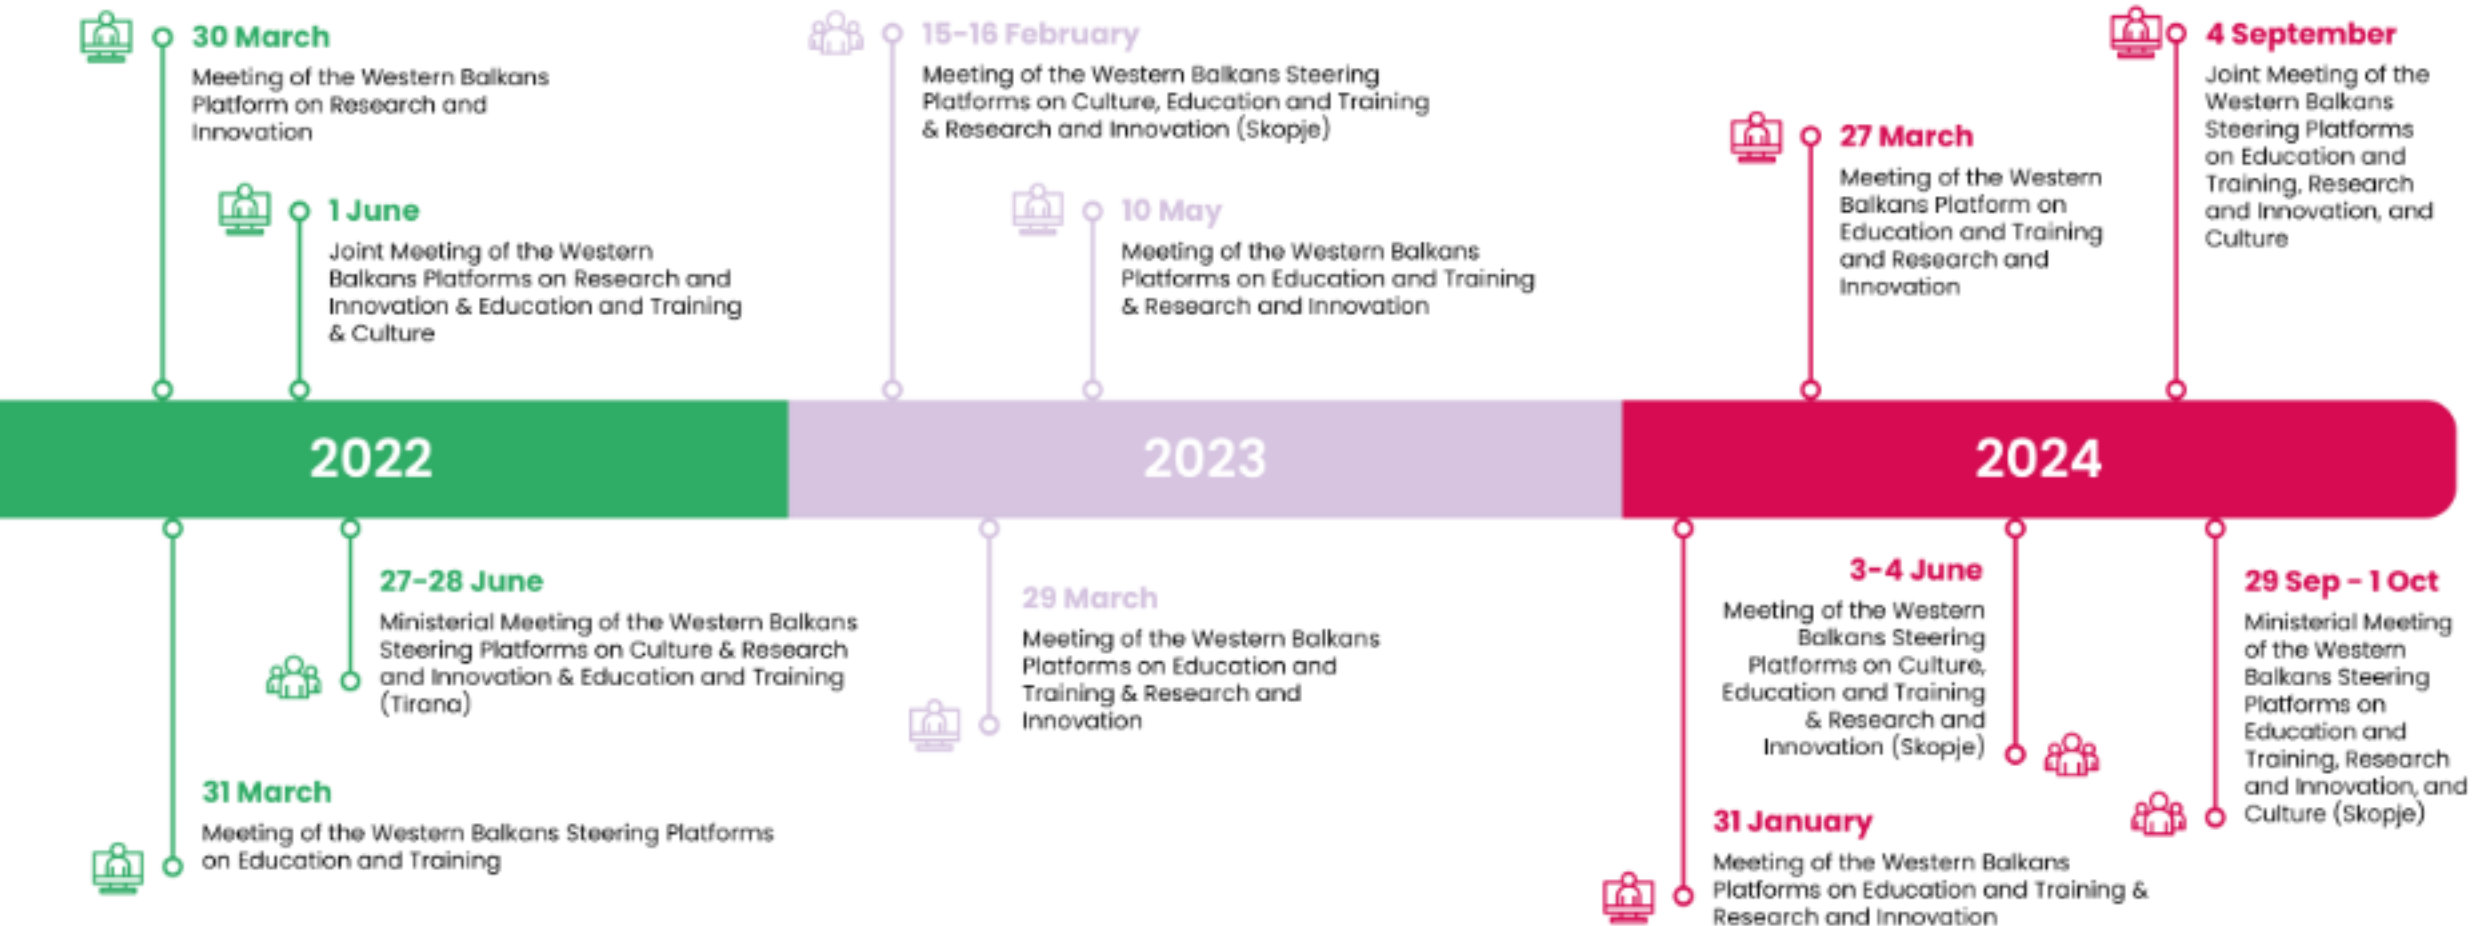 30 March
Meeting of the Western Balkans
Platform on Research and
Innovation
1 June
Joint Meeting of the Western
Balkans Platforms on Research and
Innovation & Education and Training
& Culture
15-16 February
Meeting of the Western Balkans Steering
Platforms on Culture, Education and Training
& Research and Innovation (Skopje)
10 May
Meeting of the Western Balkans
Platforms on Education and Training
& Research and Innovation
27 March
Meeting of the Western
Balkans Platform on
Education and Training
and Research and
Innovation
4 September
Joint Meeting of the
Western Balkans
Steering Platforms
on Education and
Training, Research
and Innovation, and
Culture
2022
2023
2024
27-28 June
Ministerial Meeting of the Western Balkans
Steering Platforms on Culture & Research
and Innovation & Education and Training
(Tirana)
31 March
Meeting of the Western Balkans Steering Platforms
on Education and Training
29 March
Meeting of the Western Balkans
Platforms on Education and
Training & Research and
Innovation
3-4 June
Meeting of the Western
Balkans Steering
Platforms on Culture,
Education and Training
& Research and
Innovation (Skopje)
31 January
Meeting of the Western Balkans
Platforms on Education and Training &
Research and Innovation
29 Sep - 1 Oct
Ministerial Meeting
of the Western
Balkans Steering
Platforms on
Education and
Training, Research
and Innovation, and
Culture (Skopje)